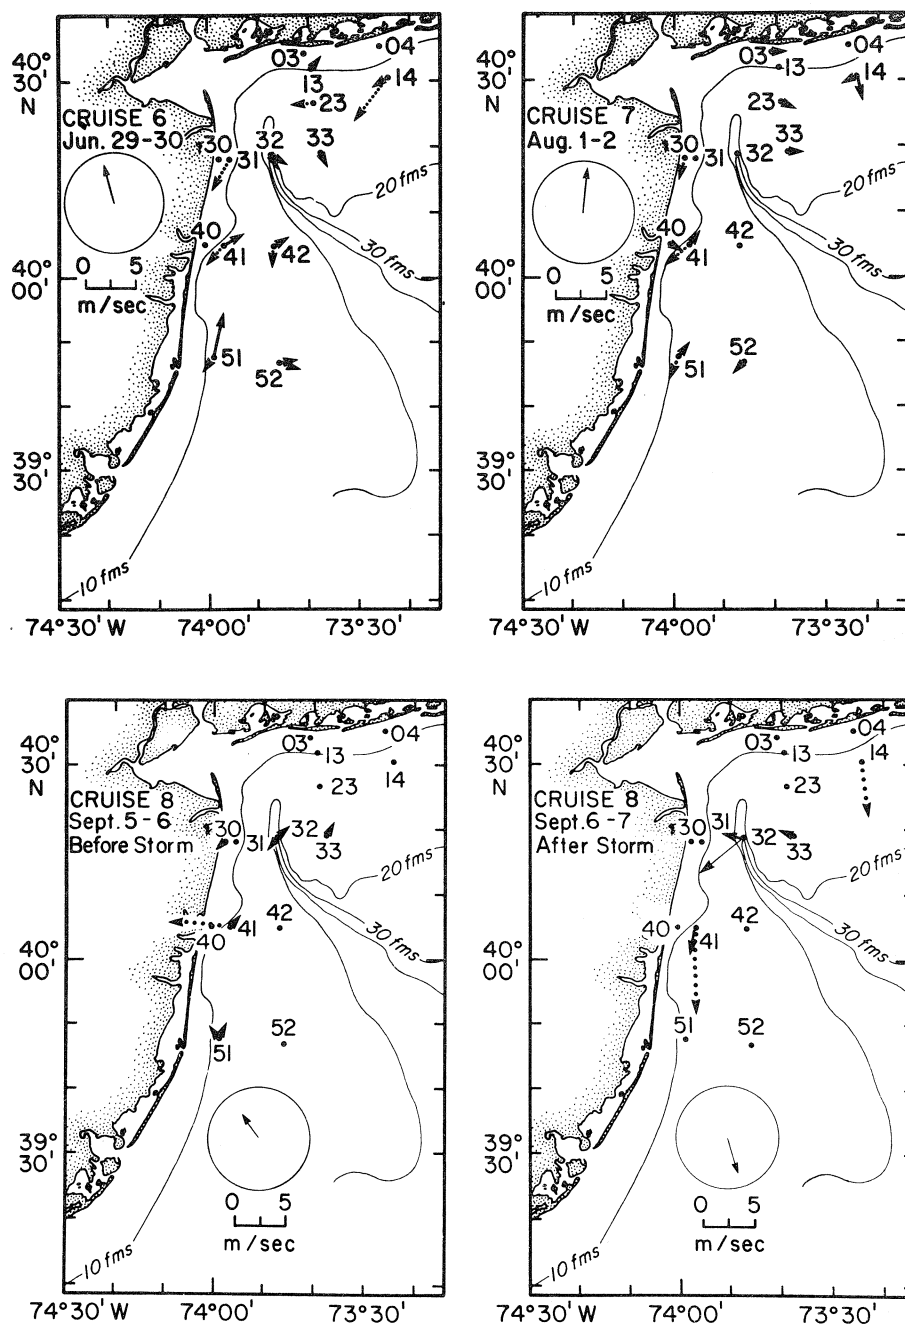 40°
30'
N
CRUISE 6
Jun. 29-30
03
04
13
14
23
30
31
32
33
20 fms
40
41
42
30 fms
0 5
m/sec
40°
00'
51
52
39°
30'
10 fms
74°30' W 74°00' 73°30'
40°
30'
N
CRUISE 7
Aug. 1-2
03
04
13
14
23
30
31
32
33
20 fms
40
41
42
30 fms
0 5
m/sec
40°
00'
51
52
39°
30'
10 fms
74°30' W 74°00' 73°30'
40°
30'
N
CRUISE 8
Sept. 5-6
Before Storm
03
04
13
14
23
30
31
32
33
20 fms
40
41
42
30 fms
40°
00'
51
52
39°
30'
0 5
m/sec
10 fms
74°30' W 74°00' 73°30'
40°
30'
N
CRUISE 8
Sept. 6-7
After Storm
03
04
13
14
23
30
31
32
33
20 fms
40
41
42
30 fms
40°
00'
51
52
39°
30'
0 5
m/sec
10 fms
74°30' W 74°00' 73°30'